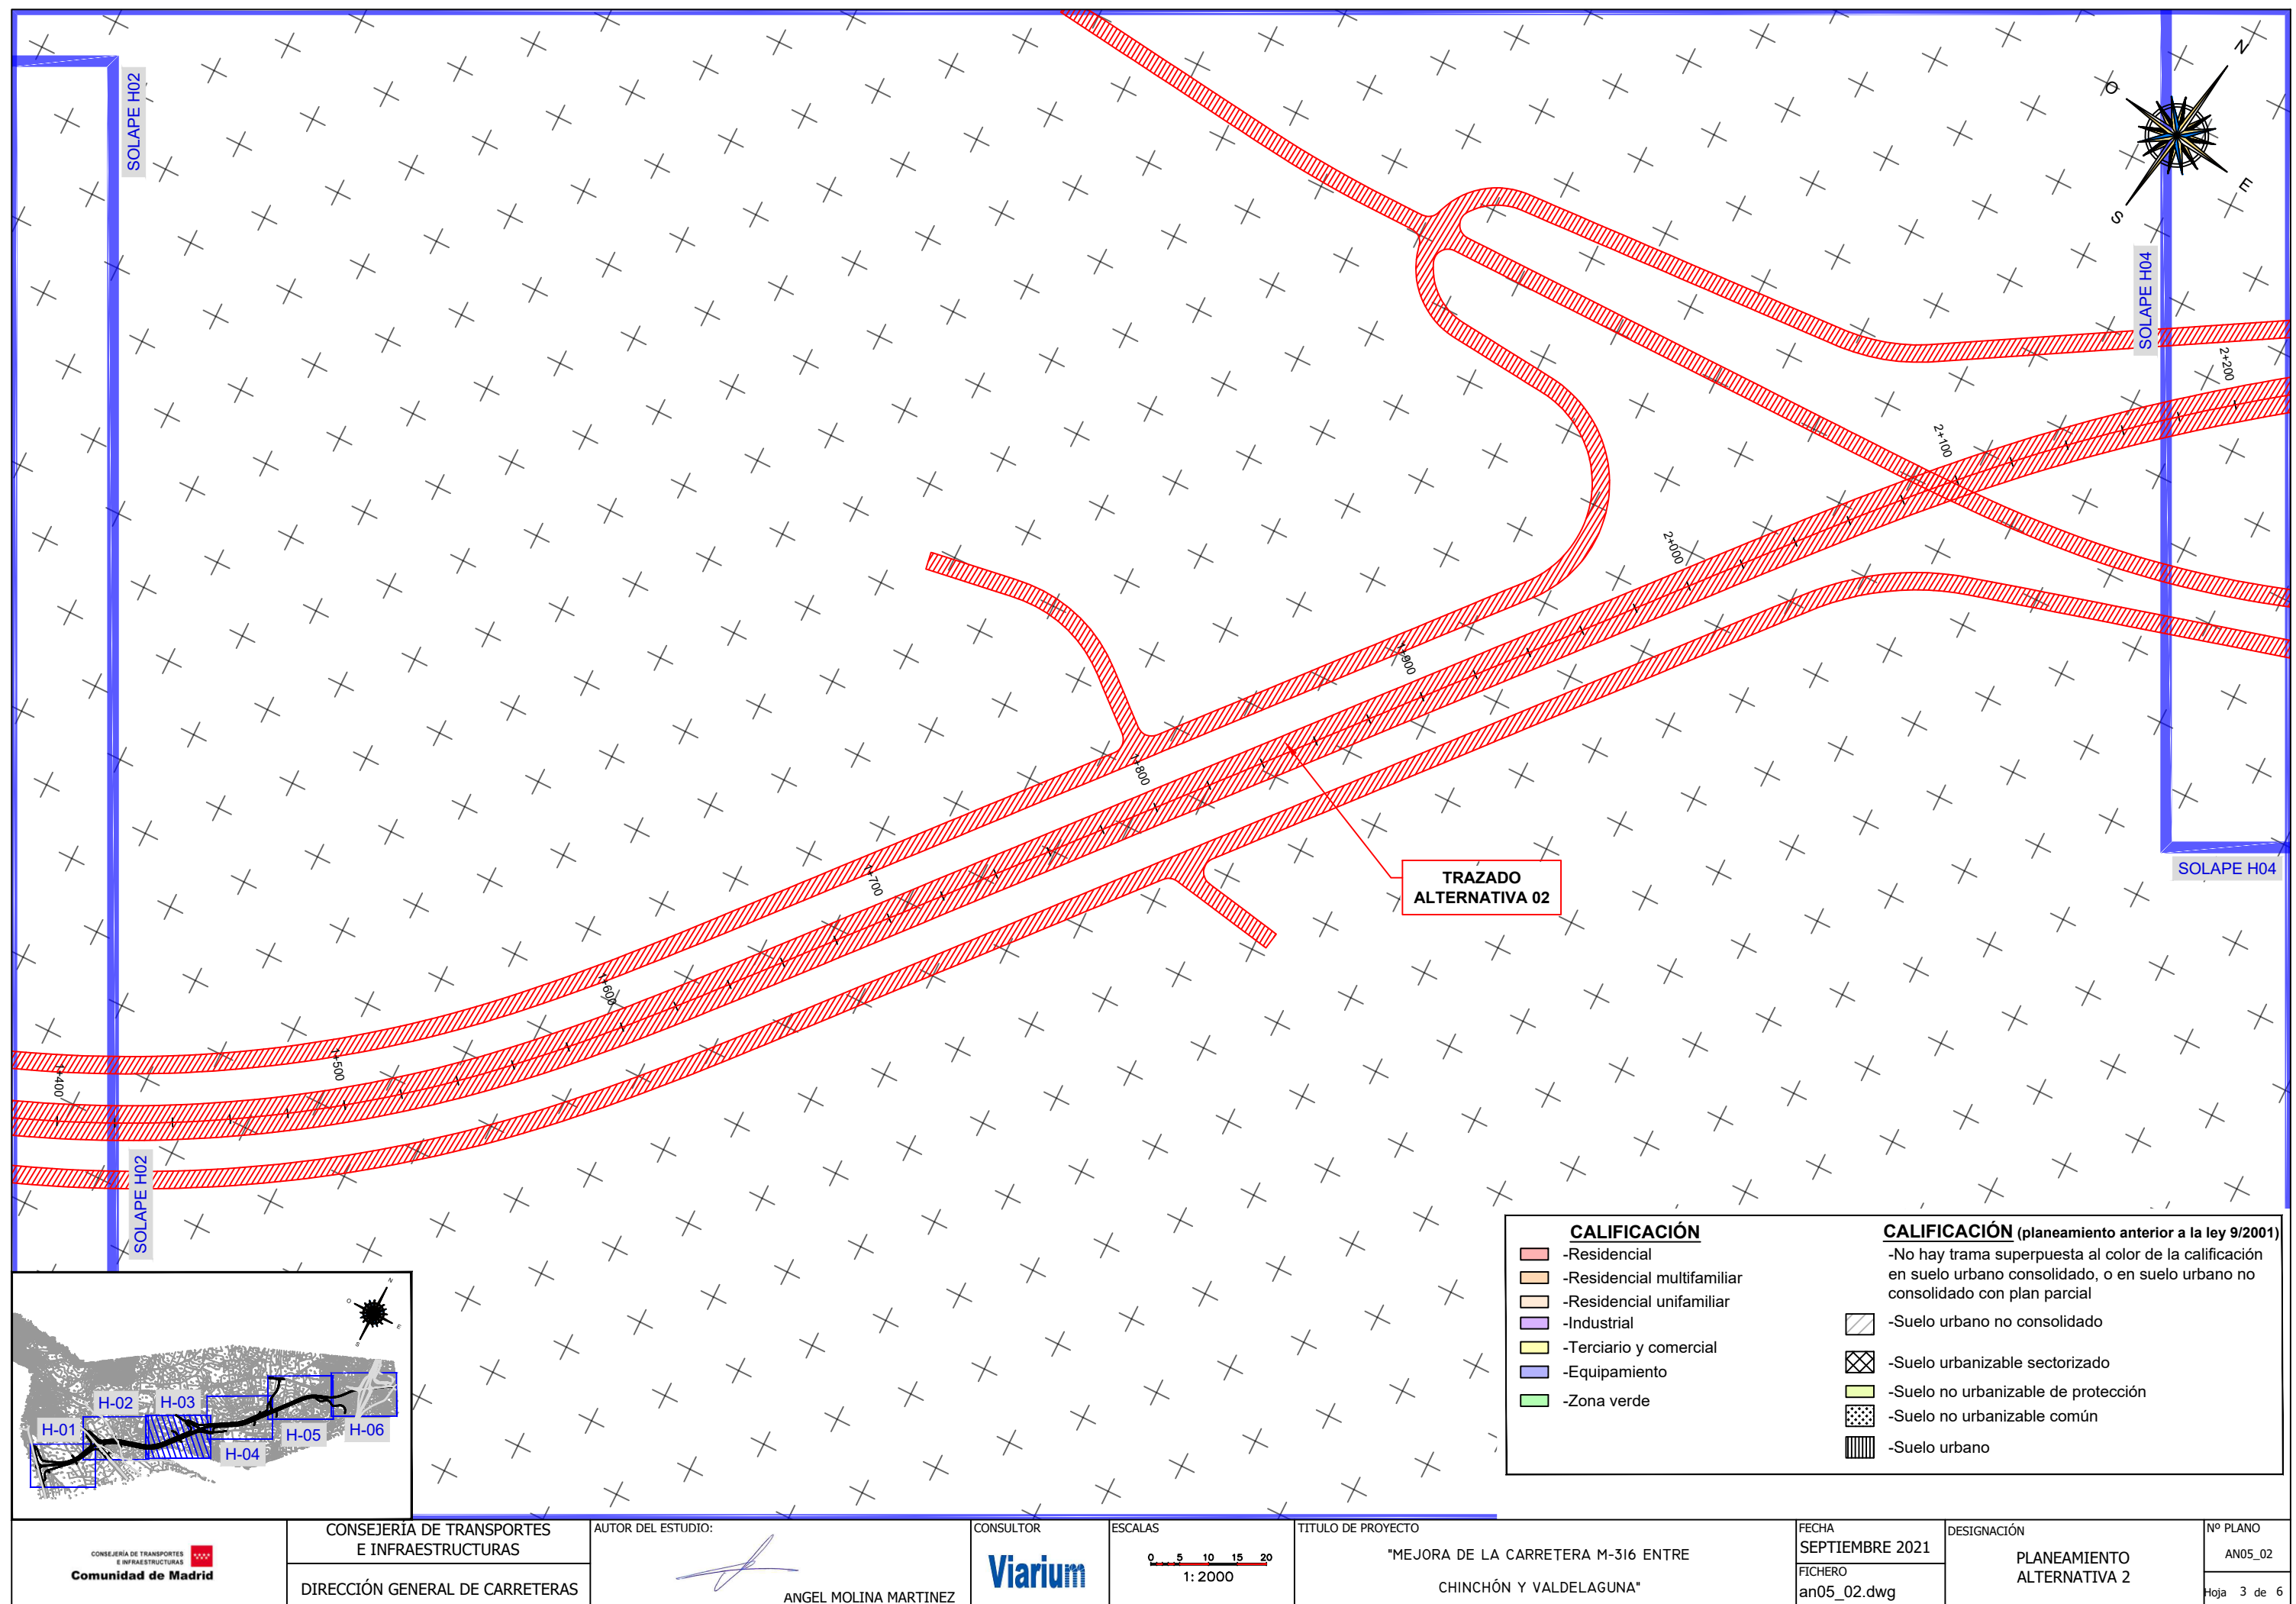 SOLAPE H02
N
O
E
S
SOLAPE H04
2+200
2+100
2+000
1+900
1+800
1+700
1+600
1+500
1+400
TRAZADO
ALTERNATIVA 02
SOLAPE H04
SOLAPE H02
N
O
E
S
H-01
H-02
H-03
H-04
H-05
H-06
CALIFICACIÓN
-Residencial
-Residencial multifamiliar
-Residencial unifamiliar
-Industrial
-Terciario y comercial
-Equipamiento
-Zona verde
CALIFICACIÓN (planeamiento anterior a la ley 9/2001)
-No hay trama superpuesta al color de la calificación
en suelo urbano consolidado, o en suelo urbano no
consolidado con plan parcial
-Suelo urbano no consolidado
-Suelo urbanizable sectorizado
-Suelo no urbanizable de protección
-Suelo no urbanizable común
-Suelo urbano
CONSEJERÍA DE TRANSPORTES
E INFRAESTRUCTURAS
Comunidad de Madrid
CONSEJERÍA DE TRANSPORTES
E INFRAESTRUCTURAS
DIRECCIÓN GENERAL DE CARRETERAS
AUTOR DEL ESTUDIO:
ANGEL MOLINA MARTINEZ
CONSULTOR
Viarium
ESCALAS
0 5 10 15 20
1:2000
TITULO DE PROYECTO
"MEJORA DE LA CARRETERA M-316 ENTRE
CHINCHÓN Y VALDELAGUNA"
FECHA
SEPTIEMBRE 2021
FICHERO
an05_02.dwg
DESIGNACIÓN
PLANEAMIENTO
ALTERNATIVA 2
Nº PLANO
AN05_02
Hoja 3 de 6